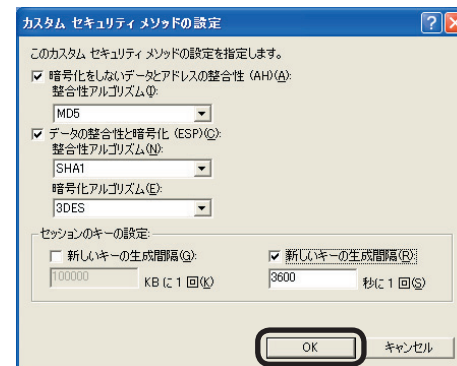 カスタム セキュリティ メソッドの設定
このカスタム セキュリティ メソッドの設定を指定します。
暗号化をしないデータとアドレスの整合性 (AH)(A):
整合性アルゴリズム(I):
MD5
データの整合性と暗号化 (ESP)(C):
整合性アルゴリズム(N):
SHA1
暗号化アルゴリズム(E):
3DES
セッションのキーの設定:
新しいキーの生成間隔(G): 新しいキーの生成間隔(R):
100000 KB に 1 回(K) 3600 秒に 1 回(S)
OK キャンセル